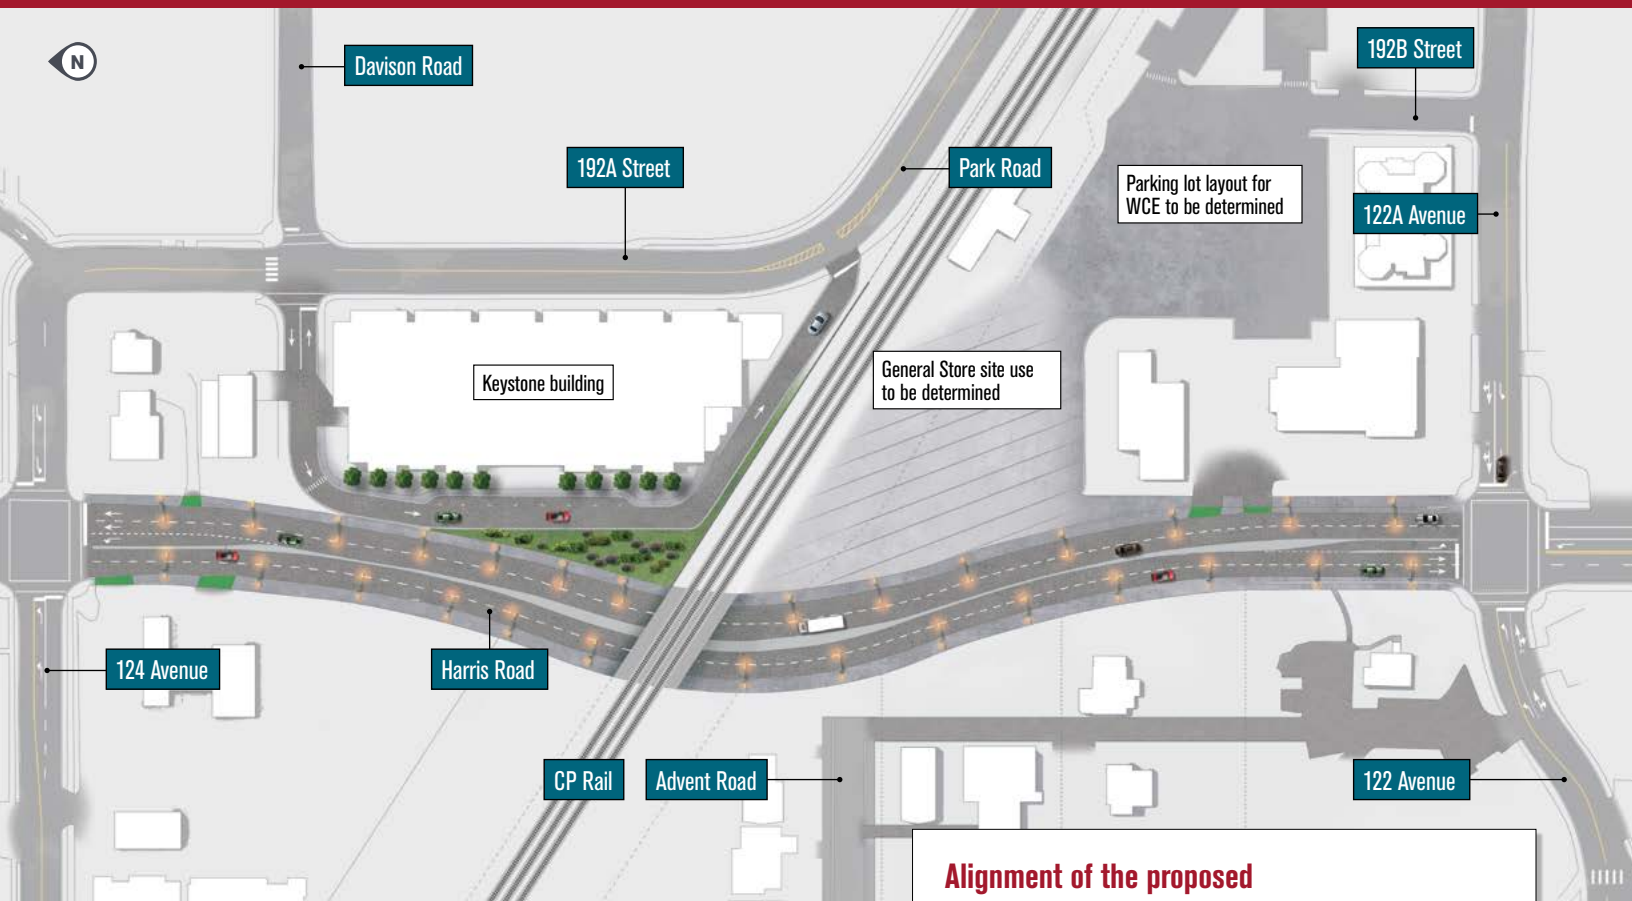 N
Davison Road
192B Street
192A Street
Park Road
Parking lot layout for
WCE to be determined
122A Avenue
Keystone building
General Store site use
to be determined
124 Avenue
Harris Road
CP Rail
Advent Road
122 Avenue
Alignment of the proposed